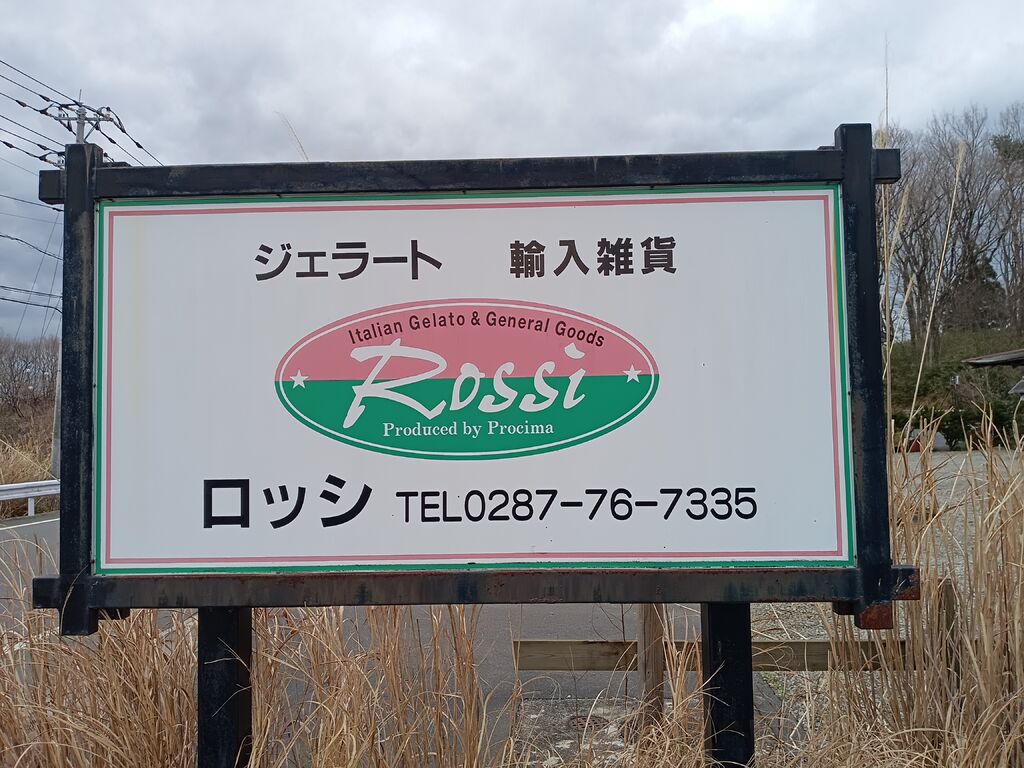 ジェラート 輸入雑貨
Italian Gelato & General Goods
Rossi
Produced by Procima
ロッシ TEL0287-76-7335